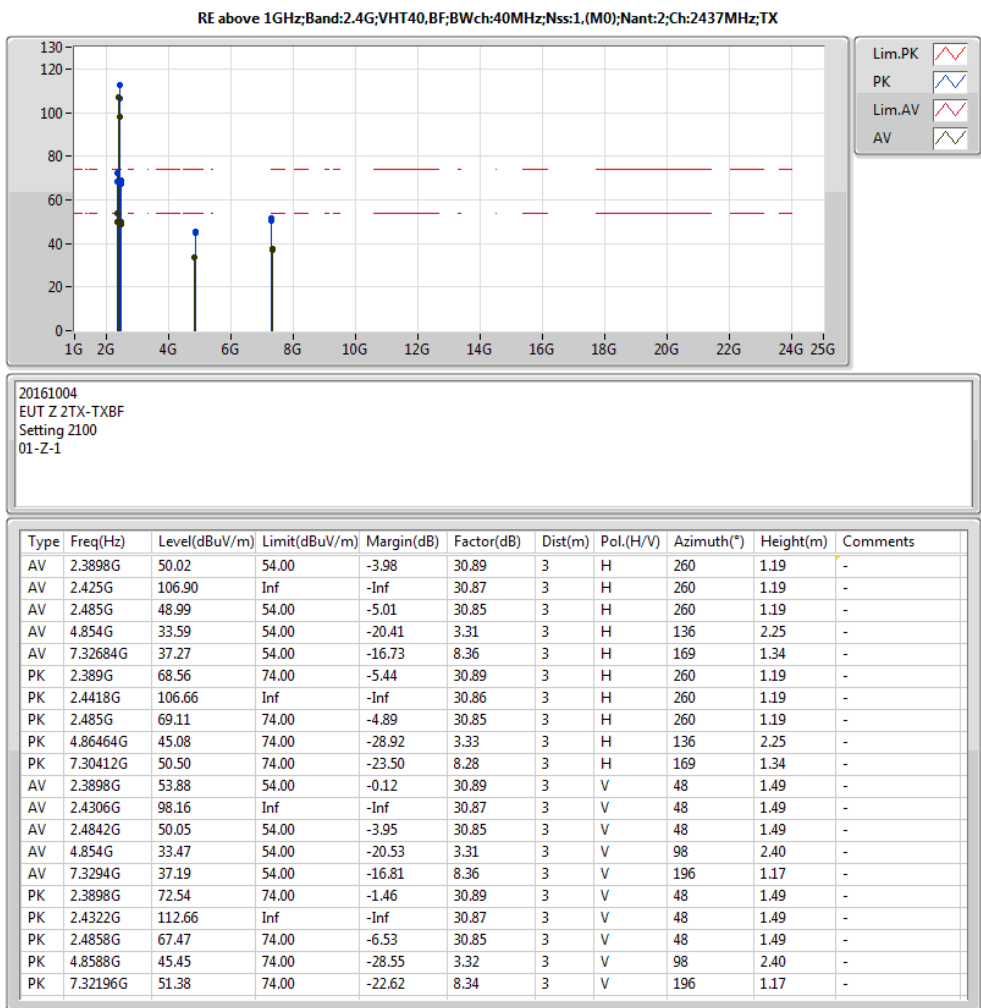 RE above 1GHz;Band:2.4G;VHT40,BF;BWch:40MHz;Nss:1,(M0);Nant:2;Ch:2437MHz;TX
130
120
100
80
60
40
20
0
1G 2G 4G 6G 8G 10G 12G 14G 16G 18G 20G 22G 24G 25G
Lim.PK
PK
Lim.AV
AV
20161004
EUT Z 2TX-TXBF
Setting 2100
01-Z-1
Type Freq(Hz) Level(dBuV/m) Limit(dBuV/m) Margin(dB) Factor(dB) Dist(m) Pol.(H/V) Azimuth(°) Height(m) Comments
AV 2.3898G 50.02 54.00 -3.98 30.89 3 H 260 1.19 -
AV 2.425G 106.90 Inf -Inf 30.87 3 H 260 1.19 -
AV 2.485G 48.99 54.00 -5.01 30.85 3 H 260 1.19 -
AV 4.854G 33.59 54.00 -20.41 3.31 3 H 136 2.25 -
AV 7.32684G 37.27 54.00 -16.73 8.36 3 H 169 1.34 -
PK 2.389G 68.56 74.00 -5.44 30.89 3 H 260 1.19 -
PK 2.4418G 106.66 Inf -Inf 30.86 3 H 260 1.19 -
PK 2.485G 69.11 74.00 -4.89 30.85 3 H 260 1.19 -
PK 4.86464G 45.08 74.00 -28.92 3.33 3 H 136 2.25 -
PK 7.30412G 50.50 74.00 -23.50 8.28 3 H 169 1.34 -
AV 2.3898G 53.88 54.00 -0.12 30.89 3 V 48 1.49 -
AV 2.4306G 98.16 Inf -Inf 30.87 3 V 48 1.49 -
AV 2.4842G 50.05 54.00 -3.95 30.85 3 V 48 1.49 -
AV 4.854G 33.47 54.00 -20.53 3.31 3 V 98 2.40 -
AV 7.3294G 37.19 54.00 -16.81 8.36 3 V 196 1.17 -
PK 2.3898G 72.54 74.00 -1.46 30.89 3 V 48 1.49 -
PK 2.4322G 112.66 Inf -Inf 30.87 3 V 48 1.49 -
PK 2.4858G 67.47 74.00 -6.53 30.85 3 V 48 1.49 -
PK 4.8588G 45.45 74.00 -28.55 3.32 3 V 98 2.40 -
PK 7.32196G 51.38 74.00 -22.62 8.34 3 V 196 1.17 -